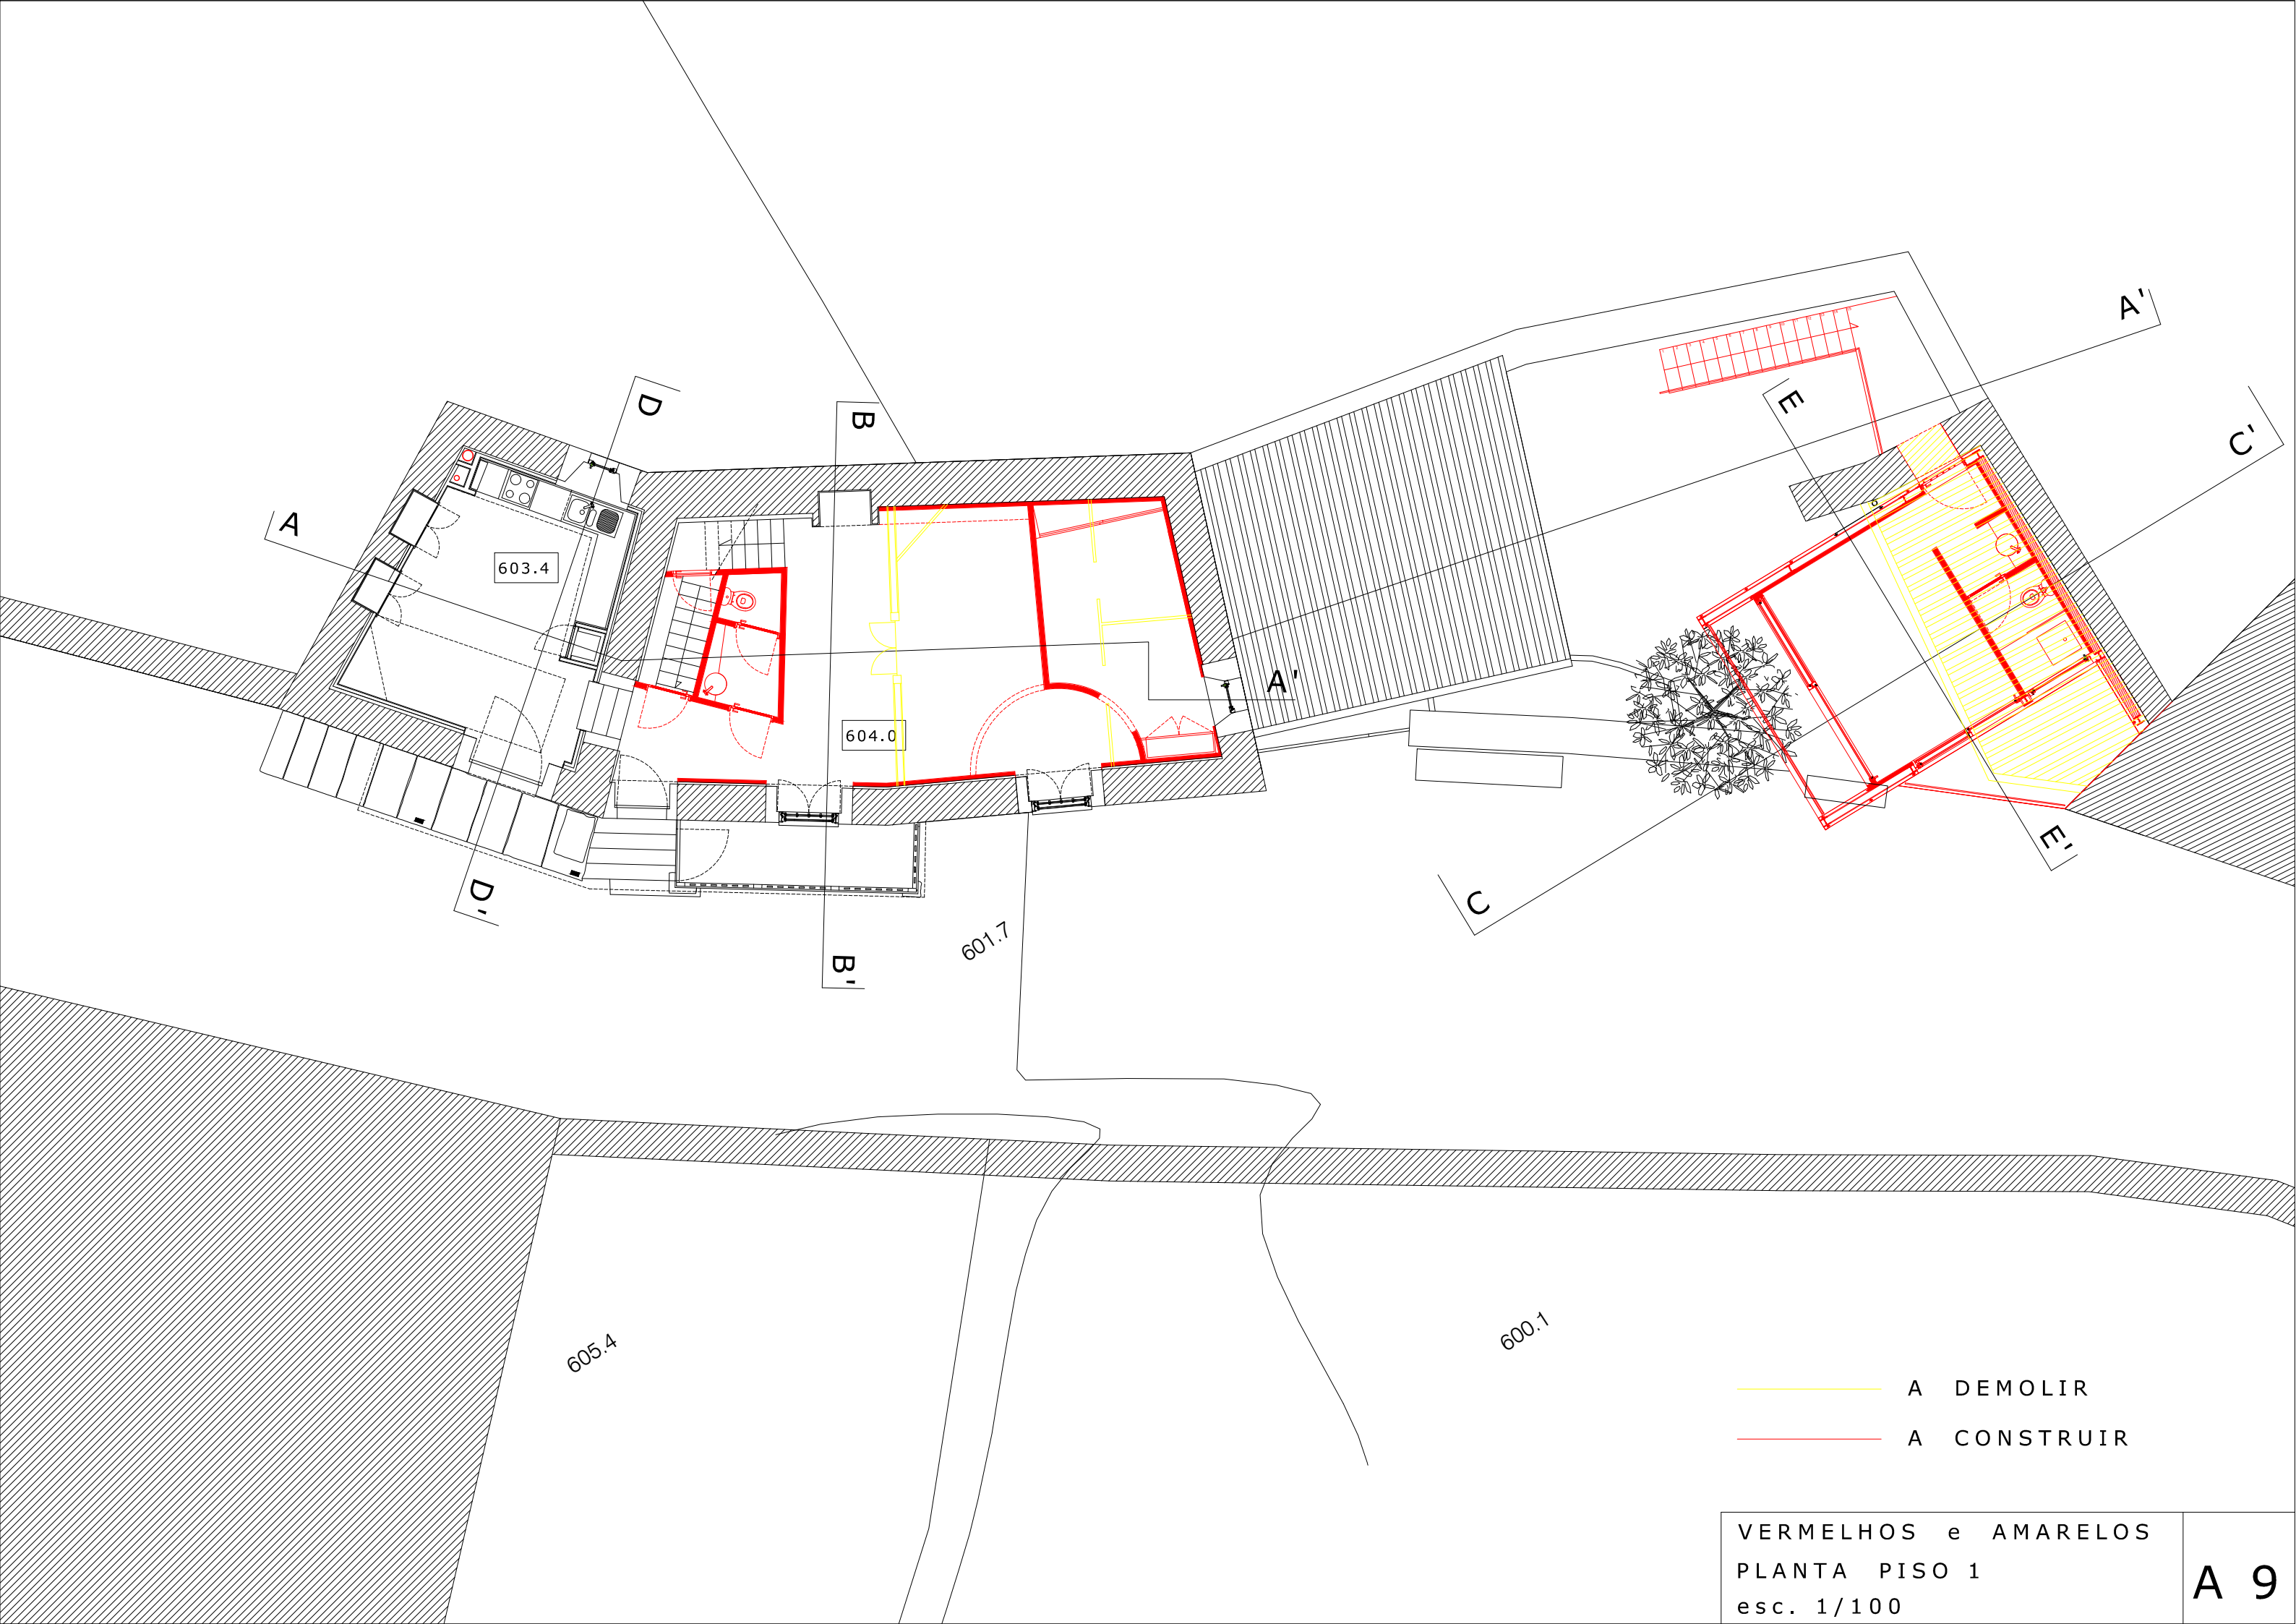 A'
D
E
B
C'
A
603.4
A'
604.0
E'
D'
C
601.7
B'
605.4
600.1
A DEMOLIR
A CONSTRUIR
VERMELHOS e AMARELOS
PLANTA PISO 1
esc. 1/100
A 9